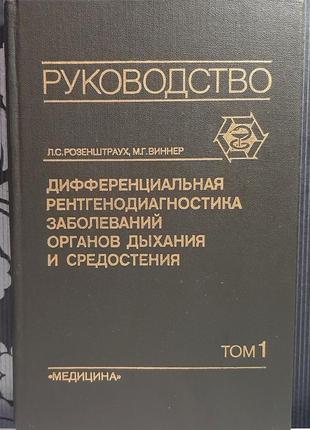 РУКОВОДСТВО
Л.С. РОЗЕНШТРАУХ, М.Г. ВИННЕР
ДИФФЕРЕНЦИАЛЬНАЯ
РЕНТГЕНОДИАГНОСТИКА
ЗАБОЛЕВАНИЙ
ОРГАНОВ ДЫХАНИЯ
И СРЕДОСТЕНИЯ
ТОМ 1
«МЕДИЦИНА»